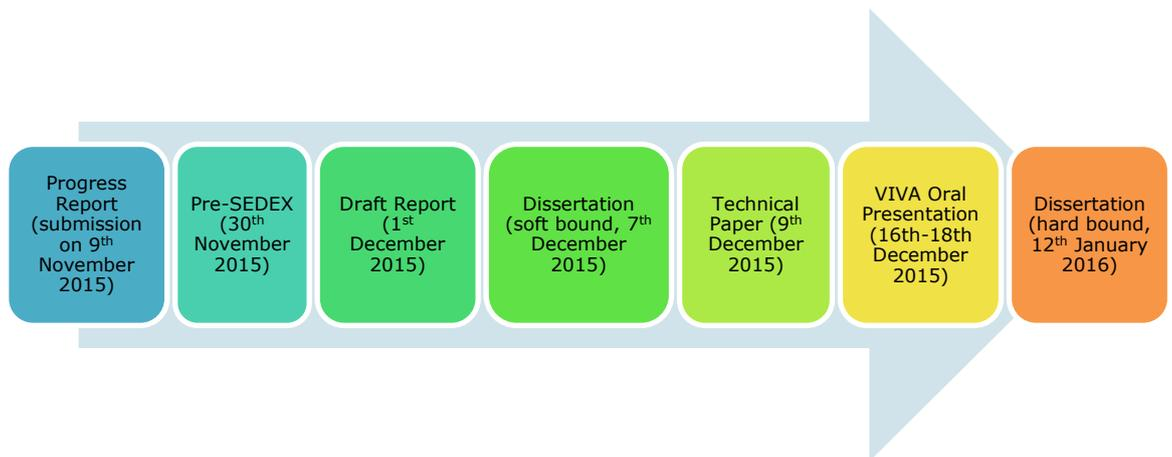 Progress
Report
(submission
on 9th
November
2015)
Pre-SEDEX
(30th
November
2015)
Draft Report
(1st
December
2015)
Dissertation
(soft bound, 7th
December
2015)
Technical
Paper (9th
December
2015)
VIVA Oral
Presentation
(16th-18th
December
2015)
Dissertation
(hard bound,
12th January
2016)